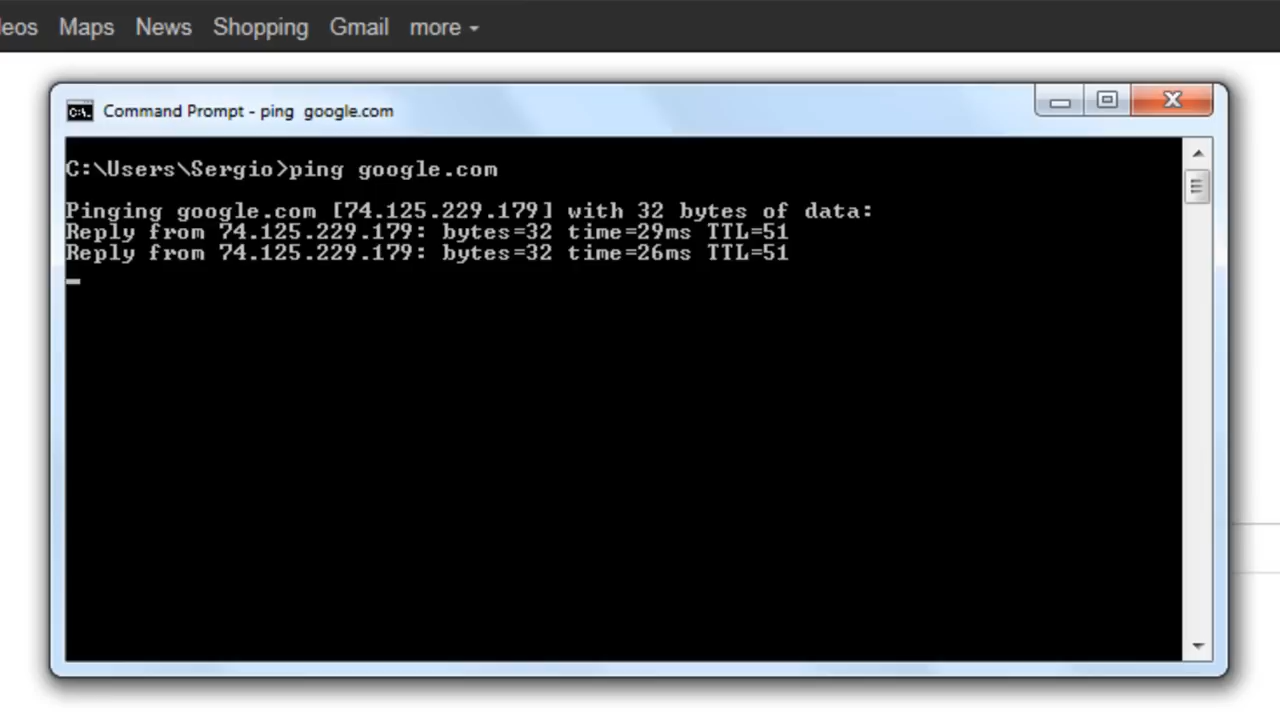 eos Maps News Shopping Gmail more
Command Prompt - ping google.com
C:\Users\Sergio>ping google.com
Pinging google.com [74.125.229.179] with 32 bytes of data:
Reply from 74.125.229.179: bytes=32 time=29ms TTL=51
Reply from 74.125.229.179: bytes=32 time=26ms TTL=51